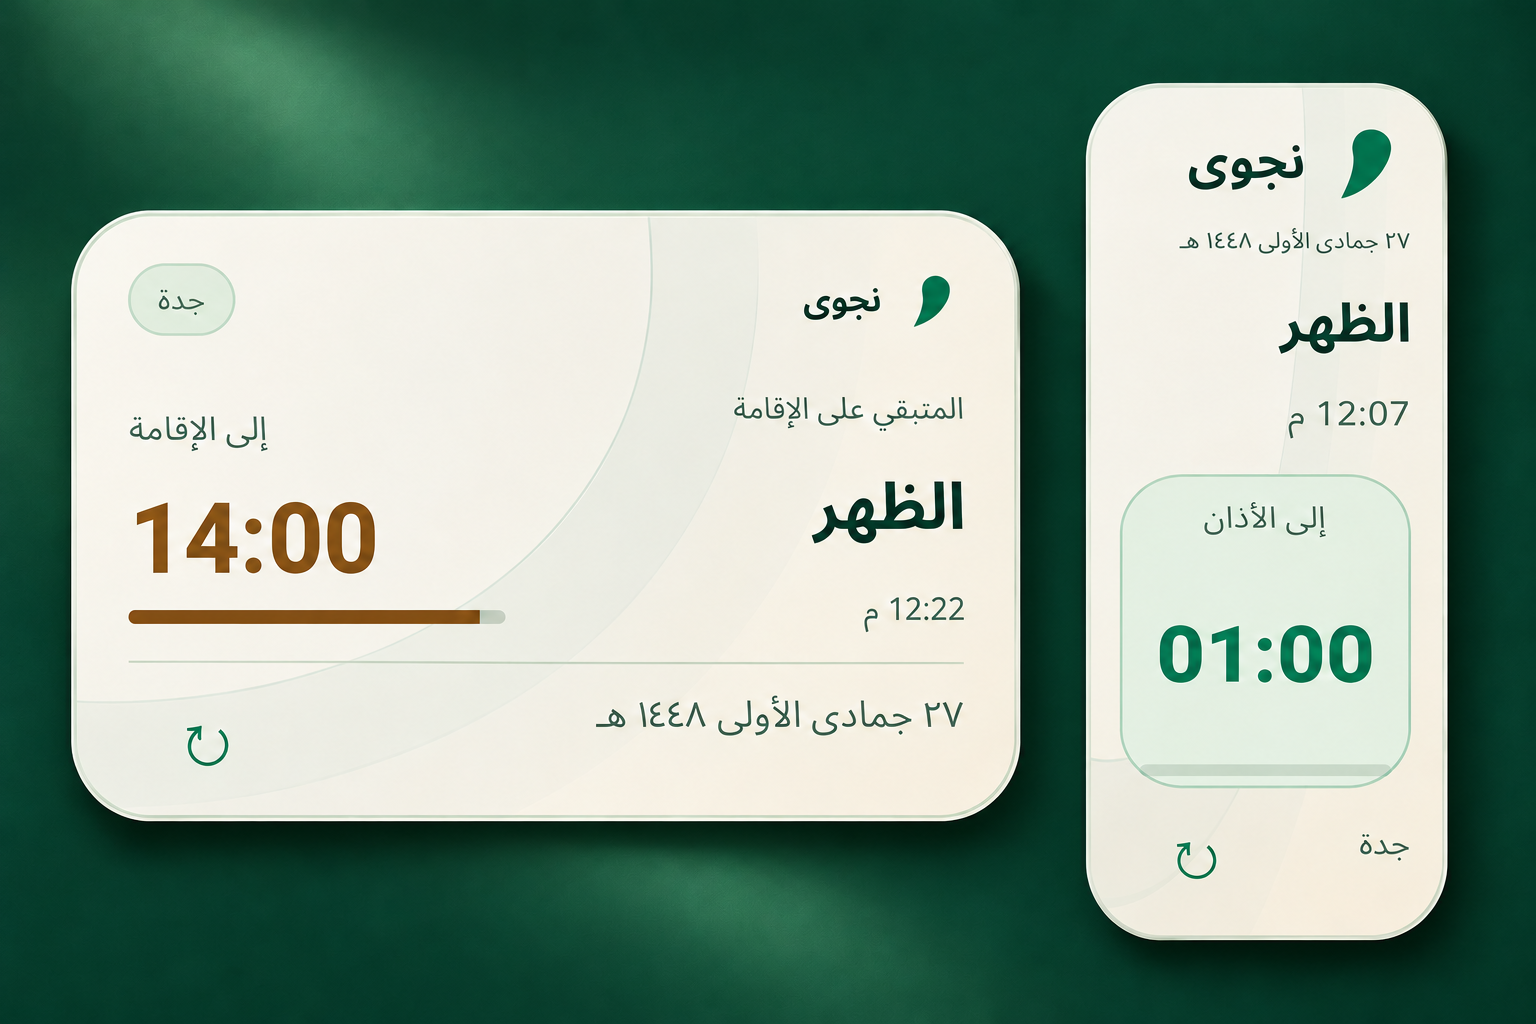 نجوى
جدة
المتبقي على الإقامة
الظهر
12:22 م
إلى الإقامة
14:00
٢٧ جمادى الأولى ١٤٤٨ هـ
نجوى
٢٧ جمادى الأولى ١٤٤٨ هـ
الظهر
12:07 م
إلى الأذان
01:00
جدة